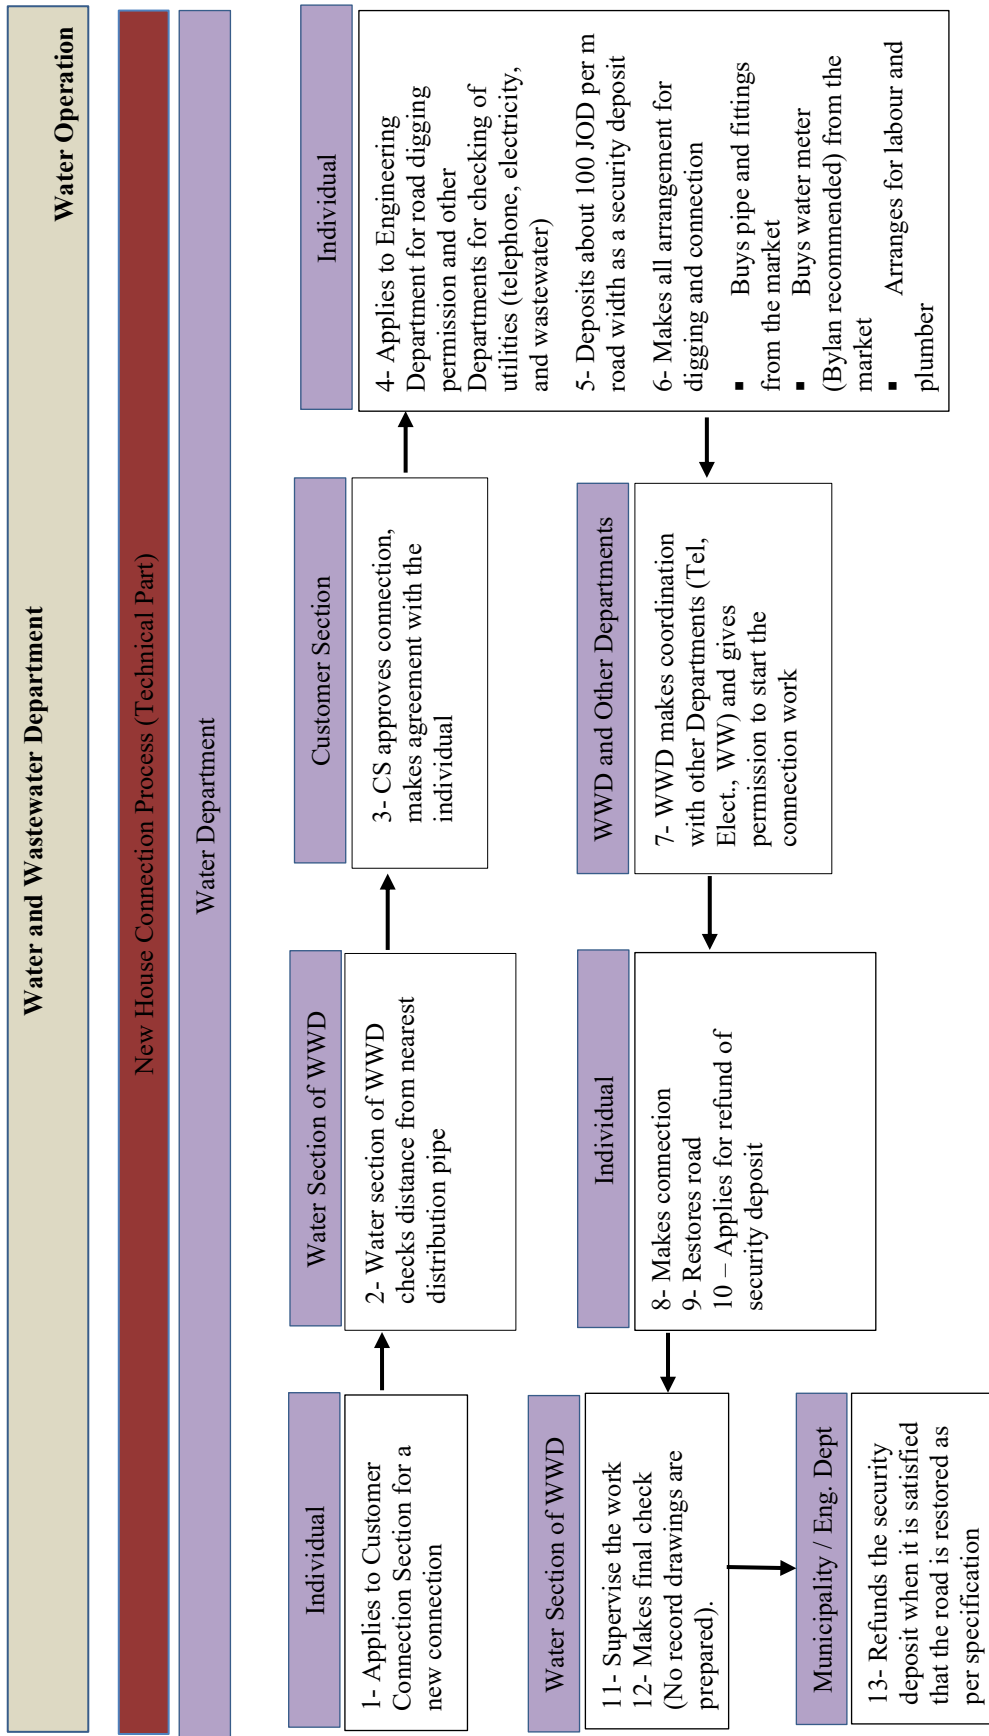 Water and Wastewater Department
Water Operation
New House Connection Process (Technical Part)
Water Department
Individual
1- Applies to Customer
Connection Section for a
new connection
Water Section of WWD
2- Water section of WWD
checks distance from nearest
distribution pipe
Customer Section
3- CS approves connection,
makes agreement with the
individual
Individual
4- Applies to Engineering
Department for road digging
permission and other
Departments for checking of
utilities (telephone, electricity,
and wastewater)
5- Deposits about 100 JOD per m
road width as a security deposit
6- Makes all arrangement for
digging and connection
▪ Buys pipe and fittings
from the market
▪ Buys water meter
(Bylan recommended) from the
market
▪ Arranges for labour and
plumber
WWD and Other Departments
7- WWD makes coordination
with other Departments (Tel,
Elect., WW) and gives
permission to start the
connection work
Individual
8- Makes connection
9- Restores road
10 – Applies for refund of
security deposit
Water Section of WWD
11- Supervise the work
12- Makes final check
(No record drawings are
prepared).
Municipality / Eng. Dept
13- Refunds the security
deposit when it is satisfied
that the road is restored as
per specification